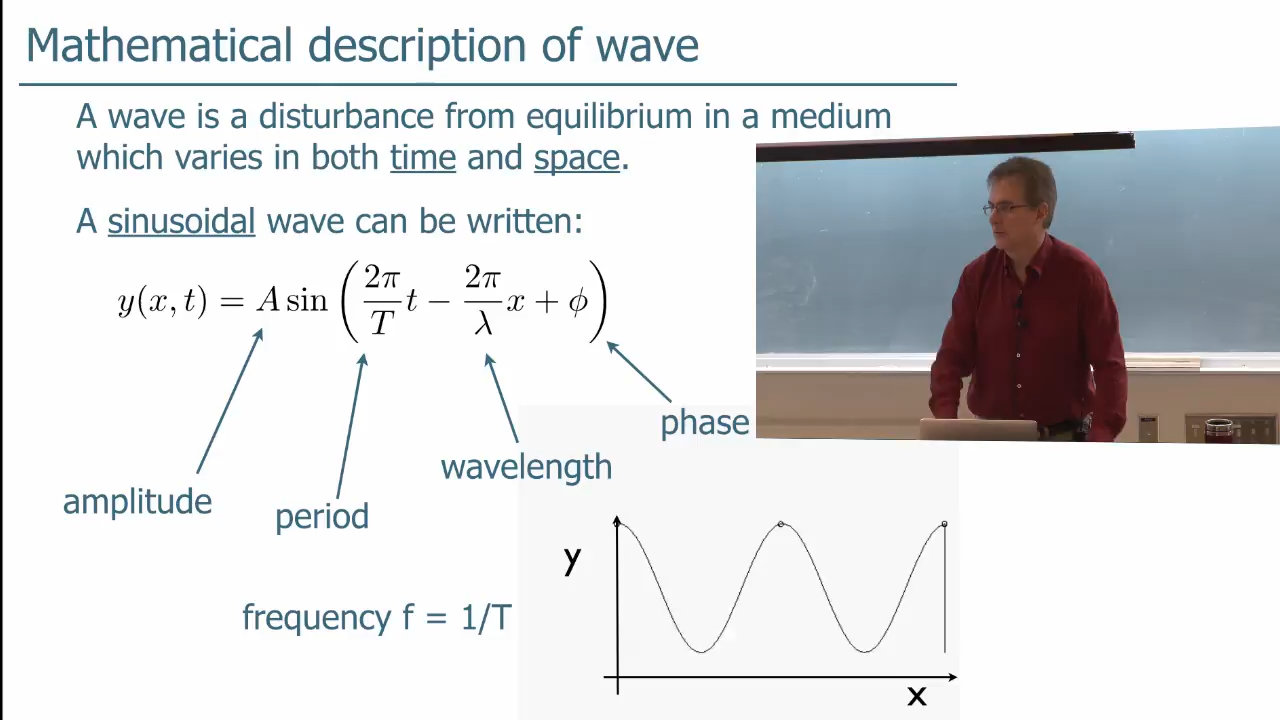 Mathematical description of wave
A wave is a disturbance from equilibrium in a medium
which varies in both time and space.
A sinusoidal wave can be written:
y(x, t) = A sin ( 2π/T t − 2π/λ x + ϕ )
phase
wavelength
amplitude
period
y
frequency f = 1/T
x